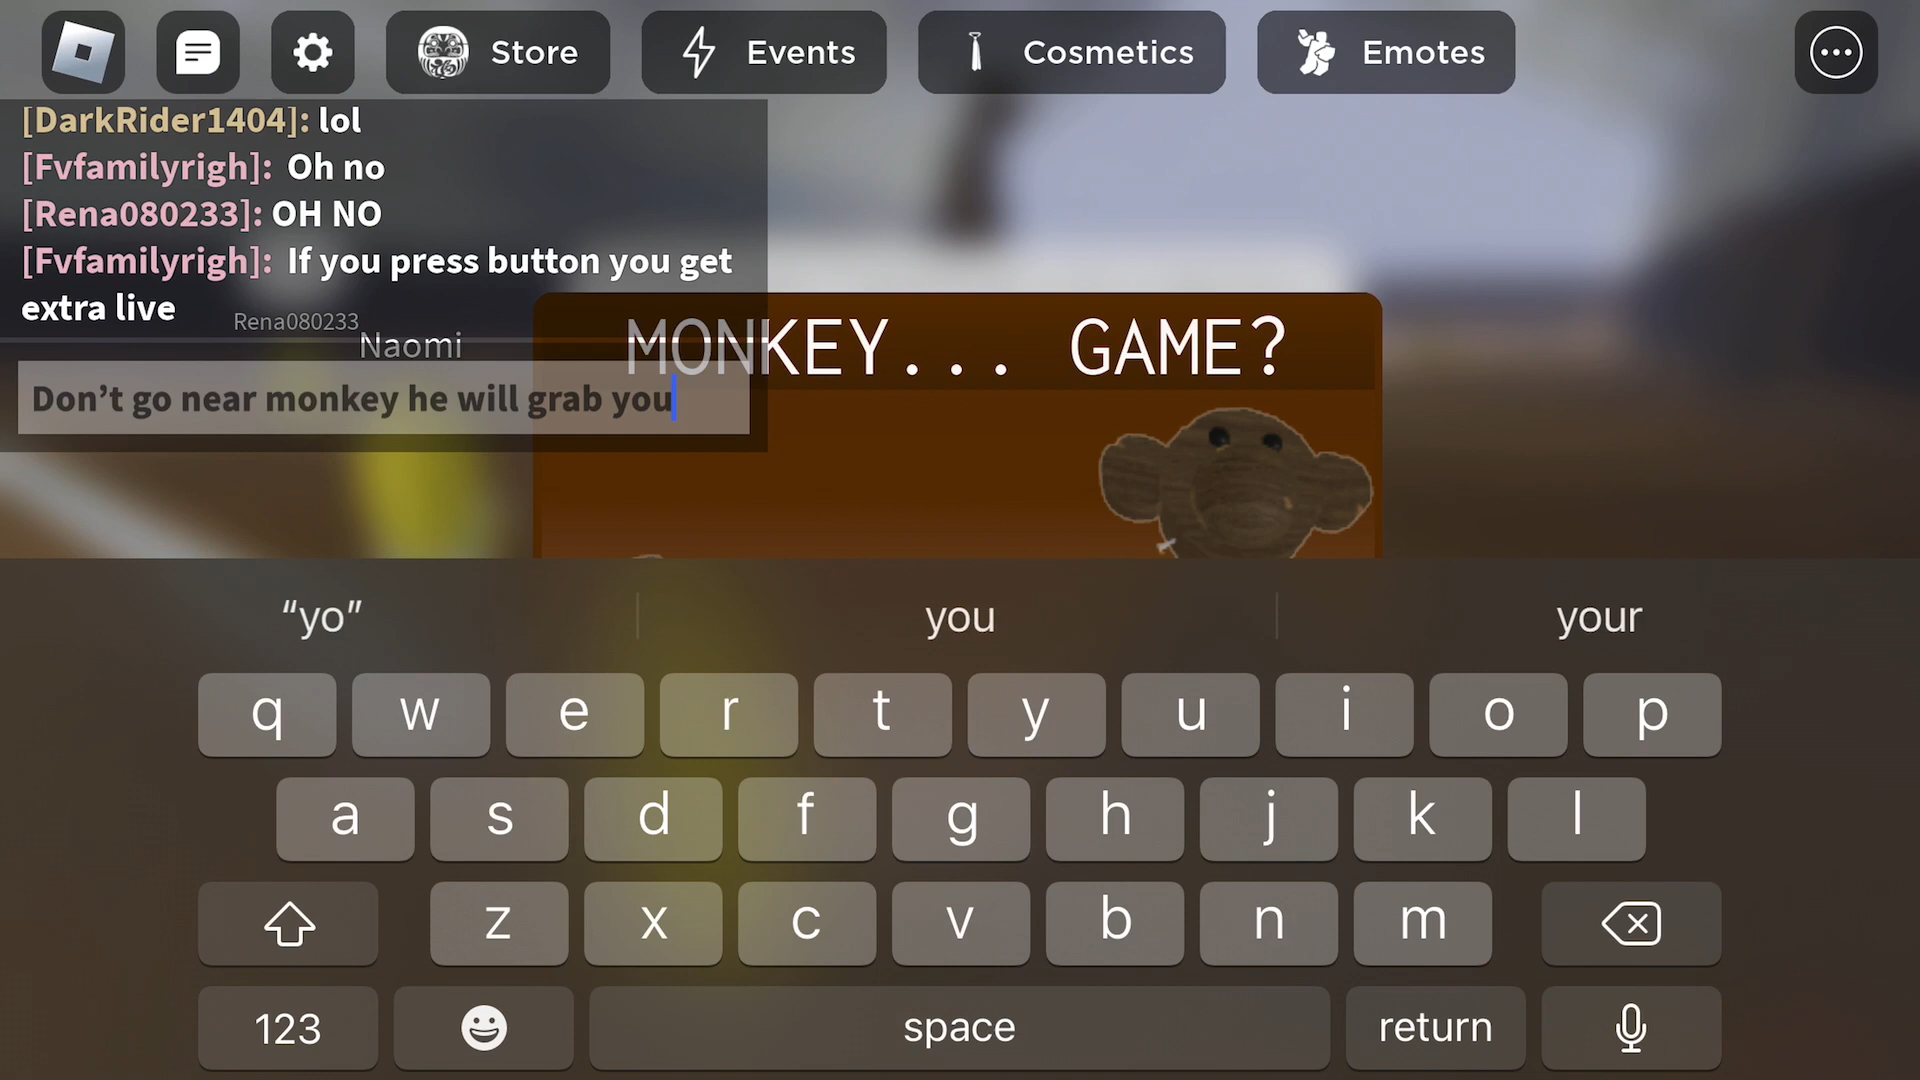 Store
Events
Cosmetics
Emotes
[DarkRider1404]: lol
[Fvfamilyrigh]: Oh no
[Rena080233]: OH NO
[Fvfamilyrigh]: If you press button you get
extra live
Rena080233
Naomi
MONKEY... GAME?
Don’t go near monkey he will grab you
“yo” you your
q w e r t y u i o p
a s d f g h j k l
z x c v b n m
123 space return